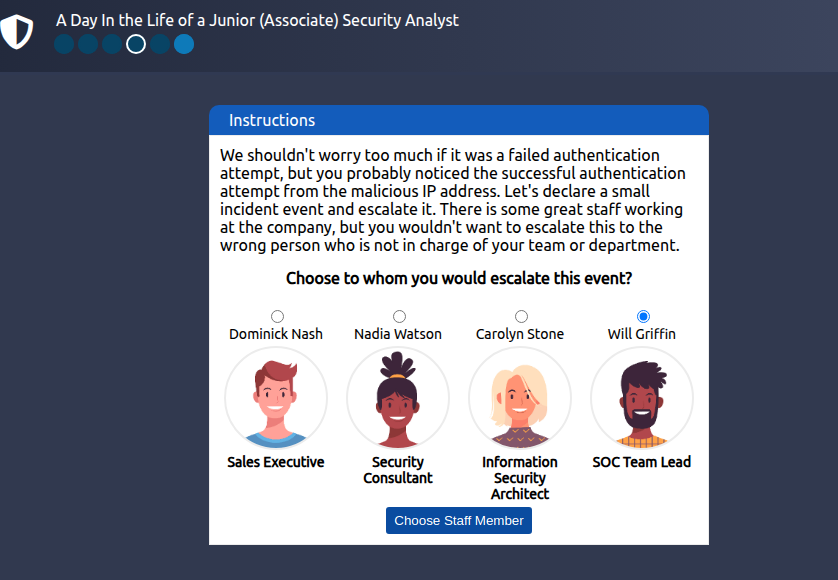 A Day In the Life of a Junior (Associate) Security Analyst
Instructions
We shouldn't worry too much if it was a failed authentication
attempt, but you probably noticed the successful authentication
attempt from the malicious IP address. Let's declare a small
incident event and escalate it. There is some great staff working
at the company, but you wouldn't want to escalate this to the
wrong person who is not in charge of your team or department.
Choose to whom you would escalate this event?
Dominick Nash
Nadia Watson
Carolyn Stone
Will Griffin
Sales Executive
Security
Consultant
Information
Security
Architect
SOC Team Lead
Choose Staff Member